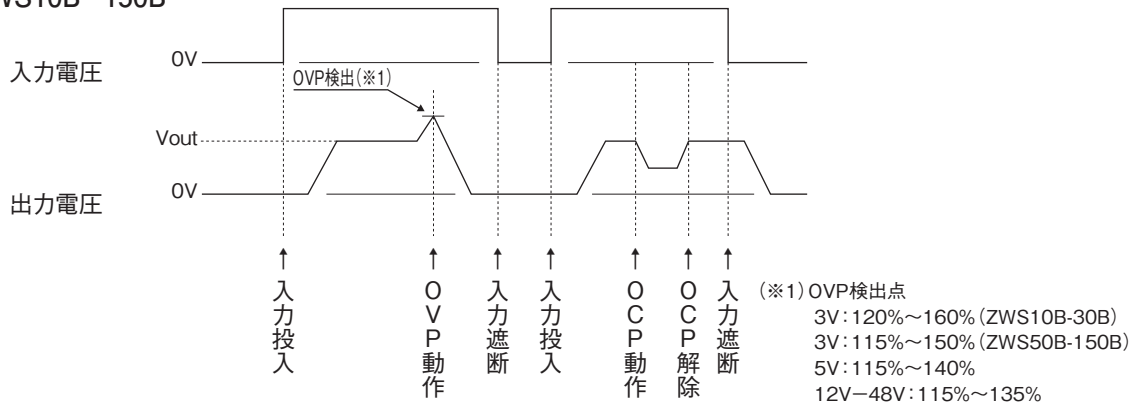 入力電圧
0V
OVP検出(※1)
Vout
0V
出力電圧
入力投入
OVP動作
入力遮断
入力投入
OCP動作
OCP解除
入力遮断
(※1)OVP検出点
3V:120%～160%(ZWS10B-30B)
3V:115%～150%(ZWS50B-150B)
5V:115%～140%
12V－48V:115%～135%